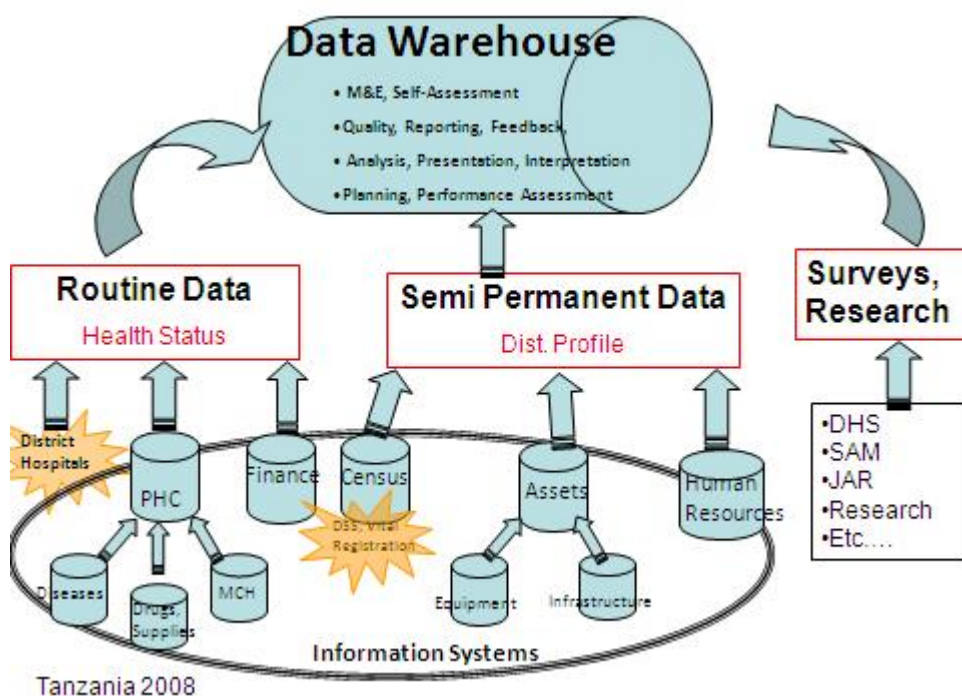 Data Warehouse
• M&E, Self-Assessment
•Quality, Reporting, Feedback,
• Analysis, Presentation, Interpretation
•Planning, Performance Assessment
Routine Data
Health Status
Semi Permanent Data
Dist. Profile
Surveys,
Research
•DHS
•SAM
•JAR
•Research
•Etc....
District
Hospitals
PHC
Finance
Census
DSS, Vital
Registration
Assets
Human
Resources
Diseases
Drugs,
Supplies
MCH
Equipment
Infrastructure
Information Systems
Tanzania 2008